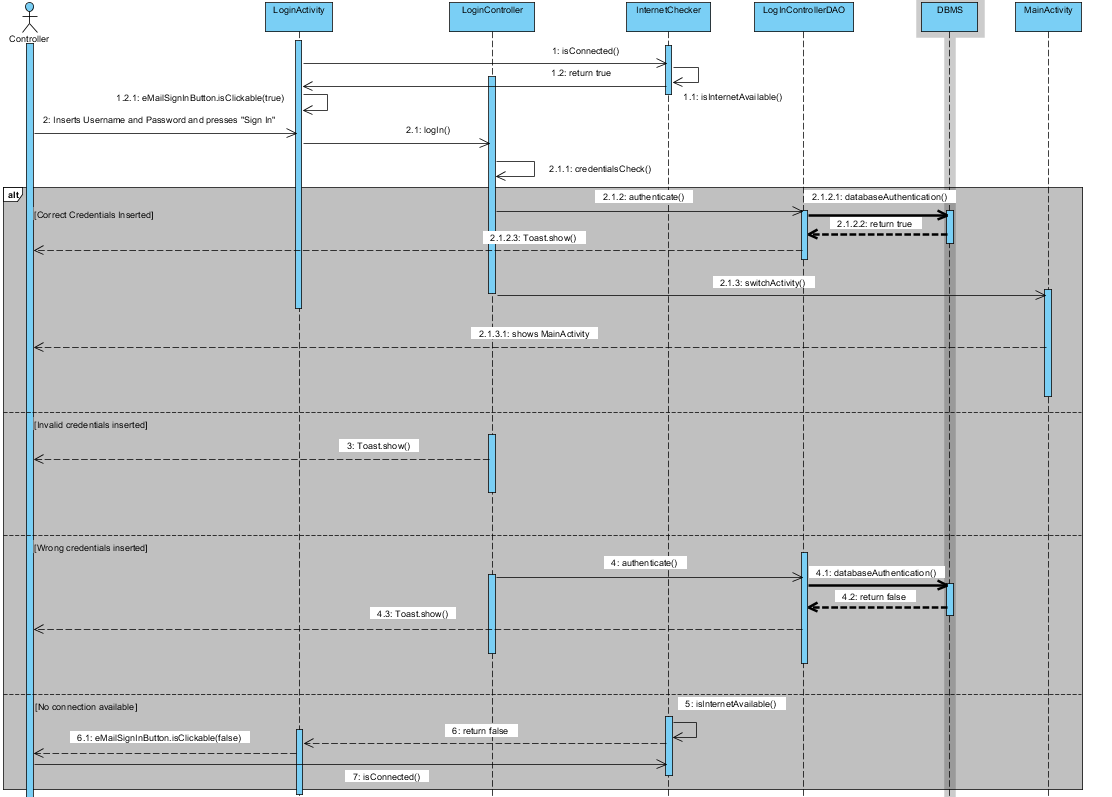 LoginActivity
LoginController
InternetChecker
LogInControllerDAO
DBMS
MainActivity
Controller
1: isConnected()
1.2: return true
1.1: isInternetAvailable()
1.2.1: eMailSignInButton.isClickable(true)
2: Inserts Username and Password and presses "Sign In"
2.1: logIn()
2.1.1: credentialsCheck()
alt
2.1.2: authenticate()
2.1.2.1: databaseAuthentication()
[Correct Credentials Inserted]
2.1.2.2: return true
2.1.2.3: Toast.show()
2.1.3: switchActivity()
2.1.3.1: shows MainActivity
[Invalid credentials inserted]
3: Toast.show()
[Wrong credentials inserted]
4: authenticate()
4.1: databaseAuthentication()
4.2: return false
4.3: Toast.show()
[No connection available]
5: isInternetAvailable()
6: return false
6.1: eMailSignInButton.isClickable(false)
7: isConnected()